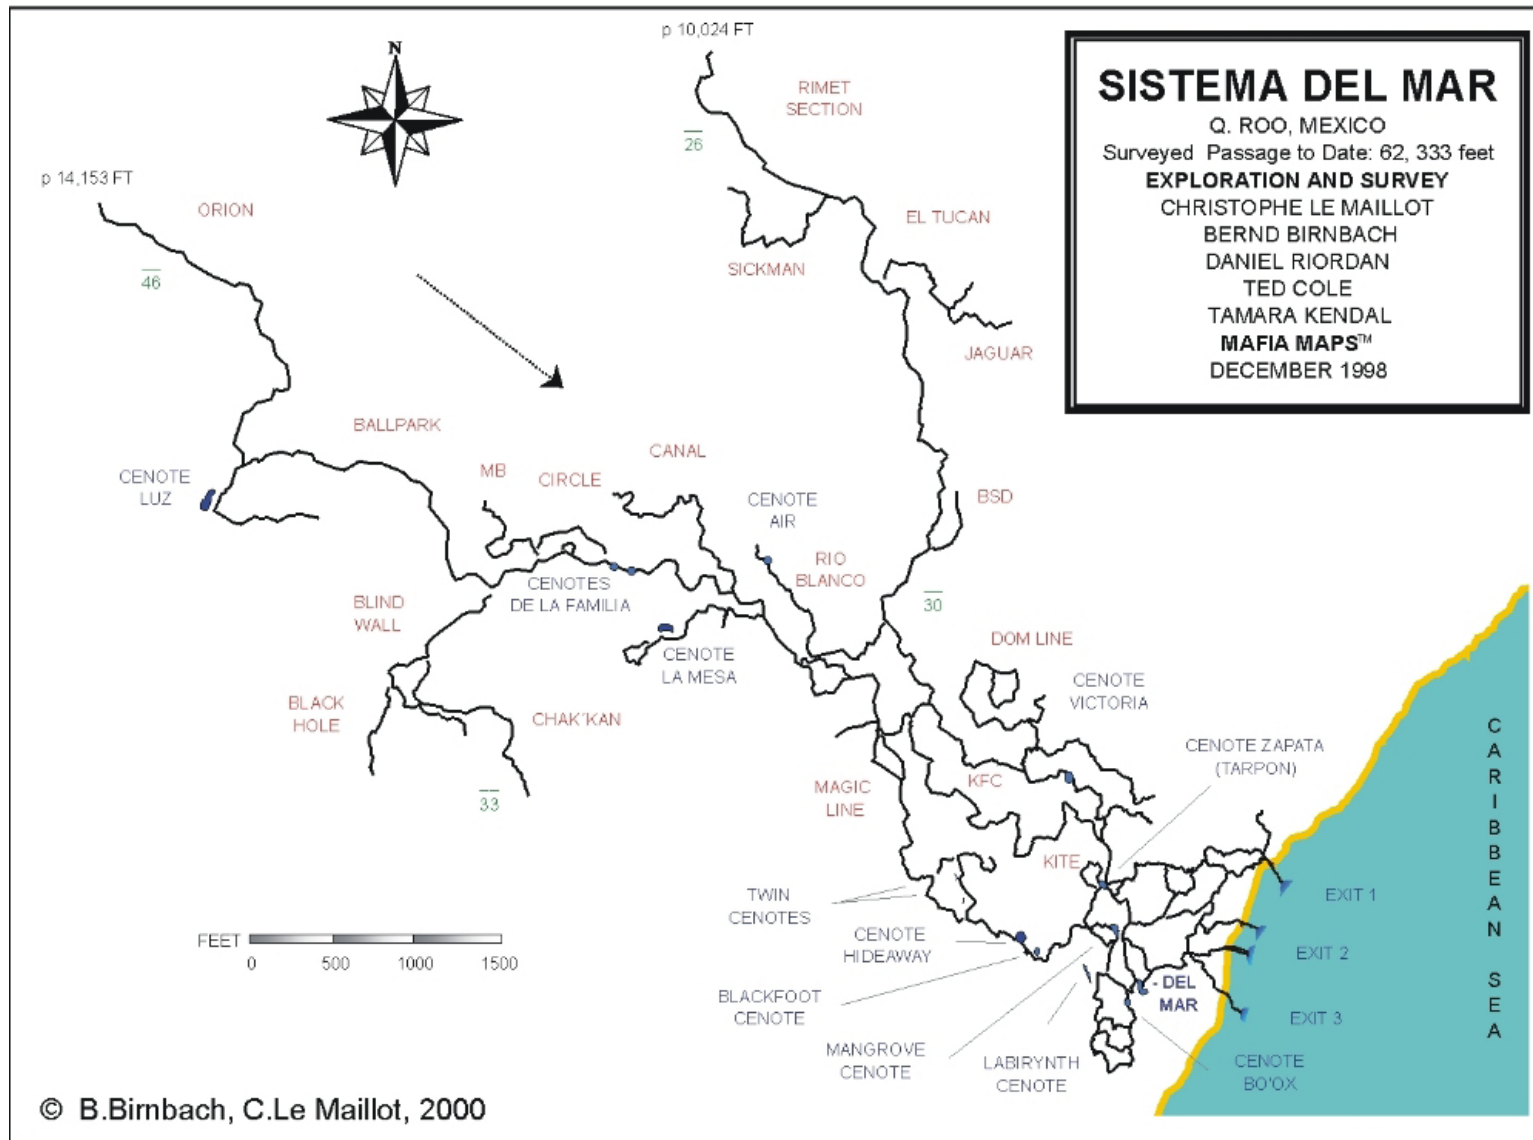 p 10,024 FT
N
RIMET
SECTION
26
p 14,153 FT
ORION
46
SICKMAN
EL TUCAN
JAGUAR
SISTEMA DEL MAR
Q. ROO, MEXICO
Surveyed Passage to Date: 62, 333 feet
EXPLORATION AND SURVEY
CHRISTOPHE LE MAILLOT
BERND BIRNBACH
DANIEL RIORDAN
TED COLE
TAMARA KENDAL
MAFIA MAPS™
DECEMBER 1998
BALLPARK
CENOTE
LUZ
MB
CIRCLE
CANAL
CENOTE
AIR
BSD
RIO
BLANCO
CENOTES
DE LA FAMILIA
BLIND
WALL
30
CENOTE
LA MESA
DOM LINE
CENOTE
VICTORIA
BLACK
HOLE
CHAK´KAN
33
CENOTE ZAPATA
(TARPON)
MAGIC
LINE
KFC
KITE
TWIN
CENOTES
CENOTE
HIDEAWAY
BLACKFOOT
CENOTE
MANGROVE
CENOTE
LABIRYNTH
CENOTE
- DEL
MAR
CENOTE
BO'OX
EXIT 1
EXIT 2
EXIT 3
CARIBBEAN SEA
FEET
0 500 1000 1500
© B.Birnbach, C.Le Maillot, 2000